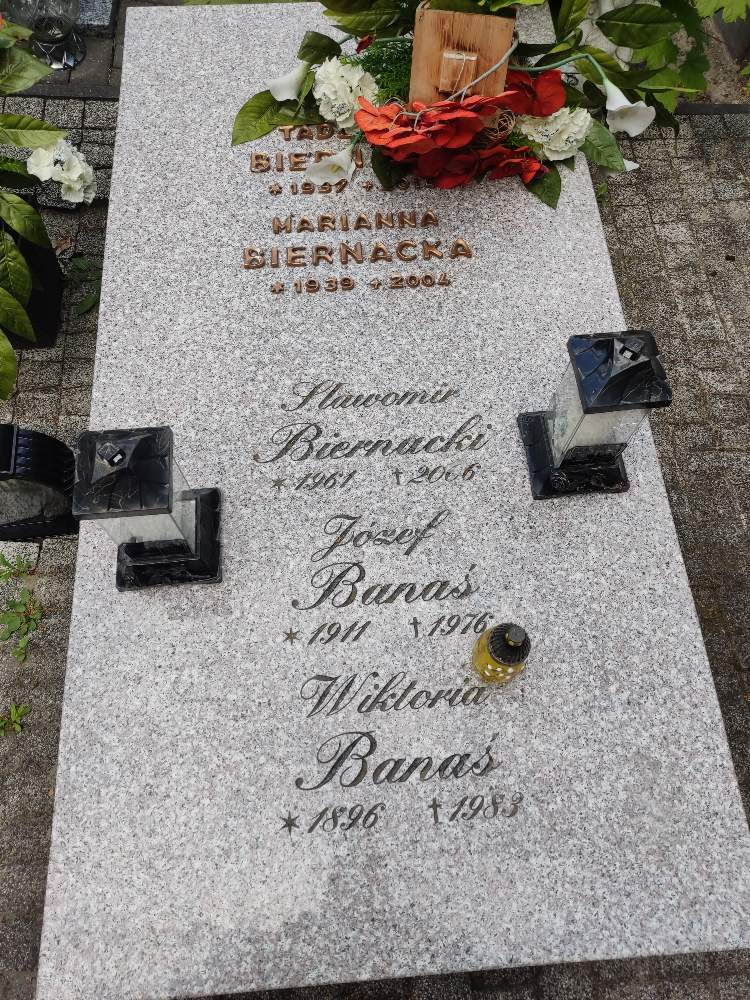 MARIANNA
BIERNACKA
* 1939 + 2004
Sławomir
Biernacki
* 1961 † 2006
Józef
Banaś
* 1911 † 1976
Wiktoria
Banaś
* 1896 † 1983